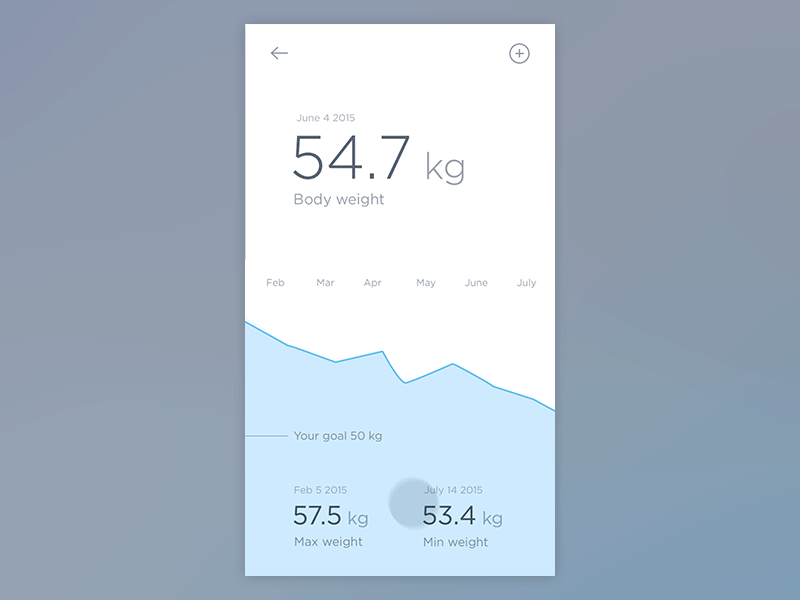 June 4 2015
54.7 kg
Body weight
Feb Mar Apr May June July
Your goal 50 kg
Feb 5 2015 July 14 2015
57.5 kg 53.4 kg
Max weight Min weight